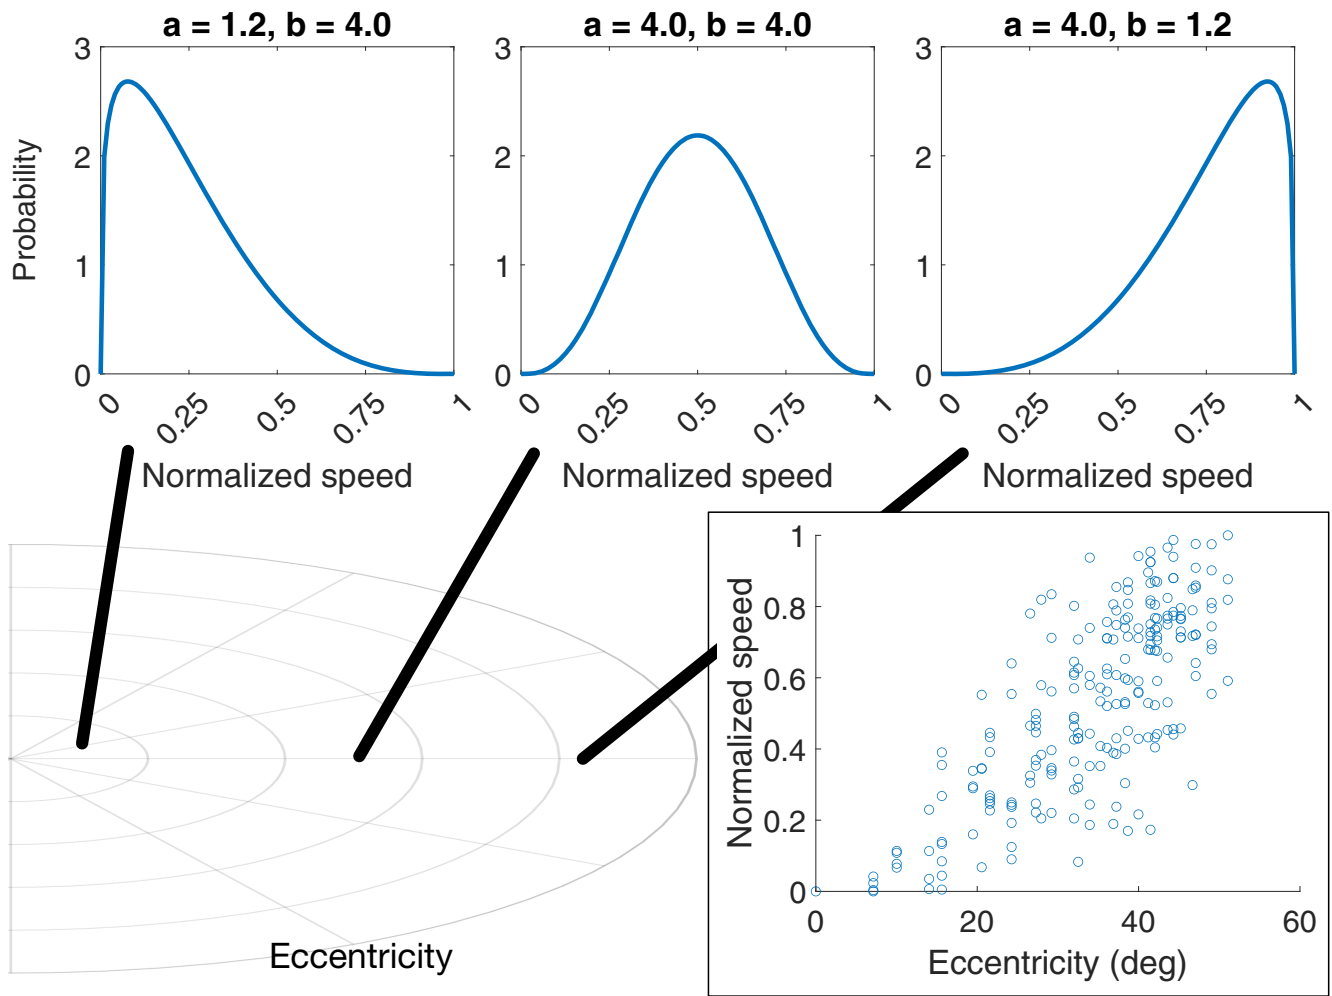 a = 1.2, b = 4.0
a = 4.0, b = 4.0
a = 4.0, b = 1.2
Probability
3
2
1
0
0 0.25 0.5 0.75 1
Normalized speed
3
2
1
0
0 0.25 0.5 0.75 1
Normalized speed
3
2
1
0
0 0.25 0.5 0.75 1
Normalized speed
Eccentricity
Normalized speed
1
0.8
0.6
0.4
0.2
0
0 20 40 60
Eccentricity (deg)